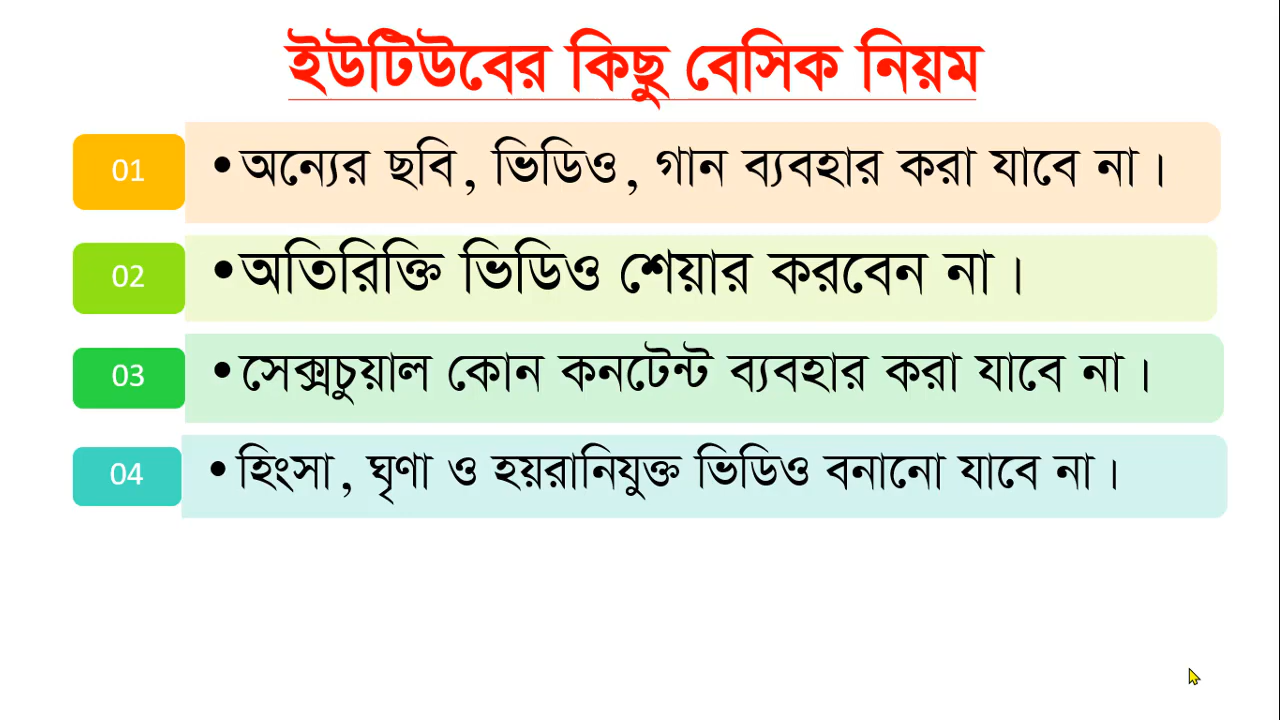 ইউটিউবের কিছু বেসিক নিয়ম
01 • অন্যের ছবি, ভিডিও, গান ব্যবহার করা যাবে না।
02 • অতিরিক্তি ভিডিও শেয়ার করবেন না।
03 • সেক্সচুয়াল কোন কনটেন্ট ব্যবহার করা যাবে না।
04 • হিংসা, ঘৃণা ও হয়রানিযুক্ত ভিডিও বনানো যাবে না।